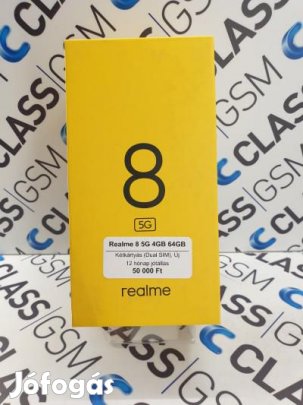 8
5G
Realme 8 5G 4GB 64GB
Kétkártyás (Dual SIM), Új
12 hónap jótállás
50 000 Ft
realme
CLASS GSM
Jófogás